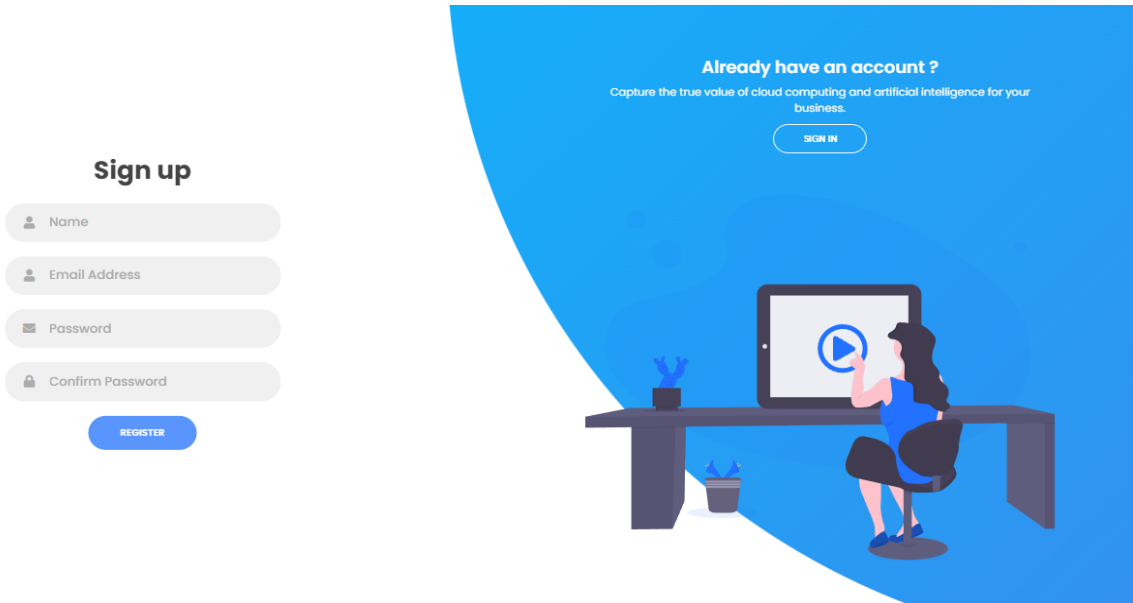 Sign up
Name
Email Address
Password
Confirm Password
REGISTER
Already have an account ?
Capture the true value of cloud computing and artificial intelligence for your
business.
SIGN IN